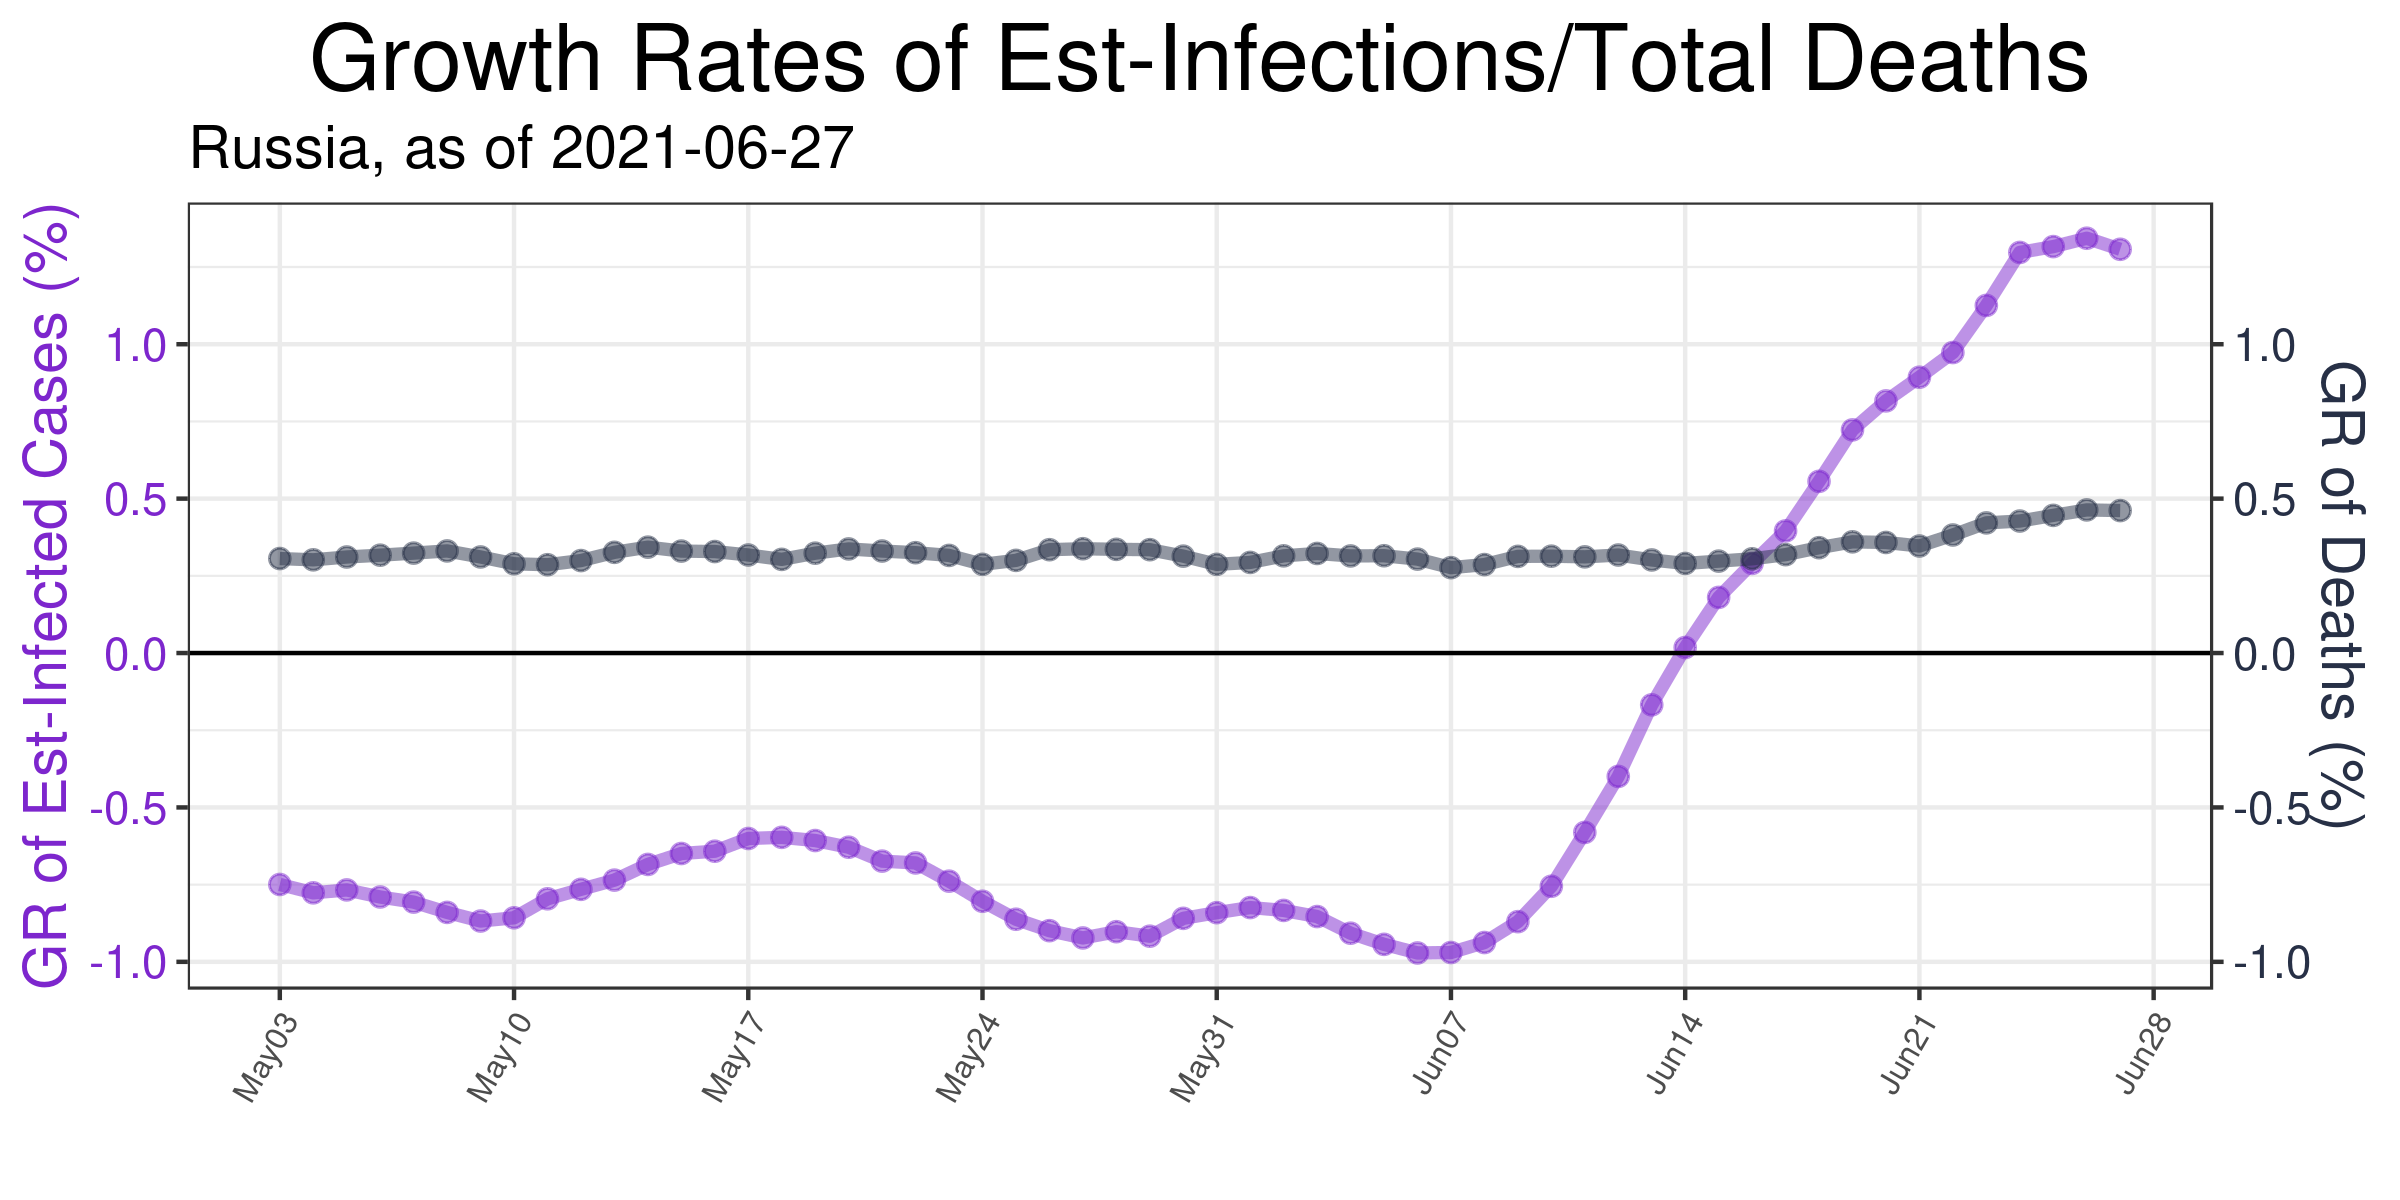 Growth Rates of Est-Infections/Total Deaths
Russia, as of 2021-06-27
GR of Est-Infected Cases (%)
1.0
0.5
0.0
-0.5
-1.0
1.0
0.5
0.0
-0.5
-1.0
GR of Deaths (%)
May03
May10
May17
May24
May31
Jun07
Jun14
Jun21
Jun28